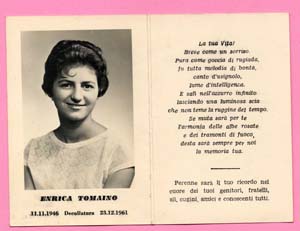 ENRICA TOMAINO
11.11.1946 Decollatura 25.12.1961
La tua Vita!
Breve come un sorriso.
Pura come goccia di rugiada,
Fu tutta melodia di bontà,
canto d'usignolo,
lume d'intelligenza.
E salì nell'azzurro infinito
lasciando una luminosa scia
che non teme la ruggine del tempo.
Se muta sarà per te
l'armonia delle albe rosate
e dei tramonti di fuoco,
desta sarà sempre per noi
la memoria tua.
Perenne sarà il tuo ricordo nel
cuore dei tuoi genitori, fratelli,
zii, cugini, amici e conoscenti tutti.